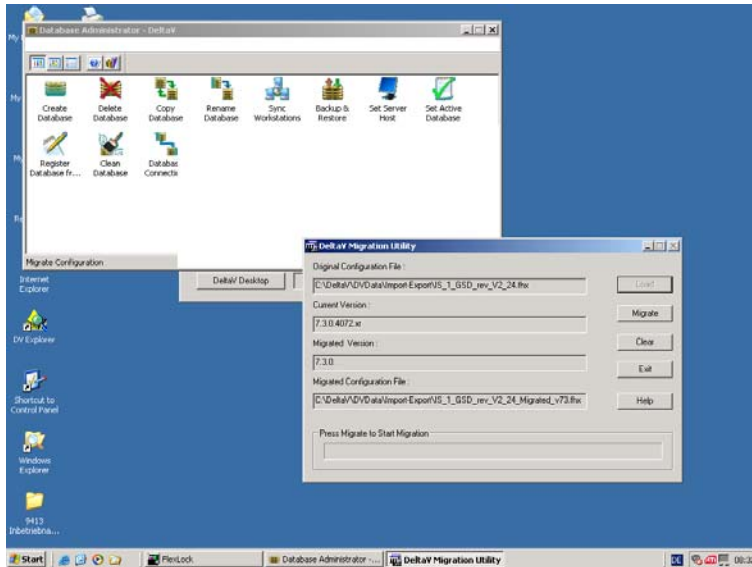 Database Administrator - DeltaV
Create Database
Delete Database
Copy Database
Rename Database
Sync Workstations
Backup & Restore
Set Server Host
Set Active Database
Register Database fr...
Clean Database
Migrate Configuration
DeltaV Desktop
Internet Explorer
DV Explorer
Shortcut to Control Panel
Windows Explorer
9413 Inbetriebna...
DeltaV Migration Utility
Original Configuration File :
C:\DeltaV\DVData\Import-Export\IS_1_GSD_rev_V2_24.fhx
Load
Current Version :
7.3.0.4072.xr
Migrate
Migrated Version :
7.3.0
Clear
Exit
Migrated Configuration File :
C:\DeltaV\DVData\Import-Export\IS_1_GSD_rev_V2_24_Migrated_v73.fhx
Help
Press Migrate to Start Migration
Start
FlexLock
Database Administrator -...
DeltaV Migration Utility
DE